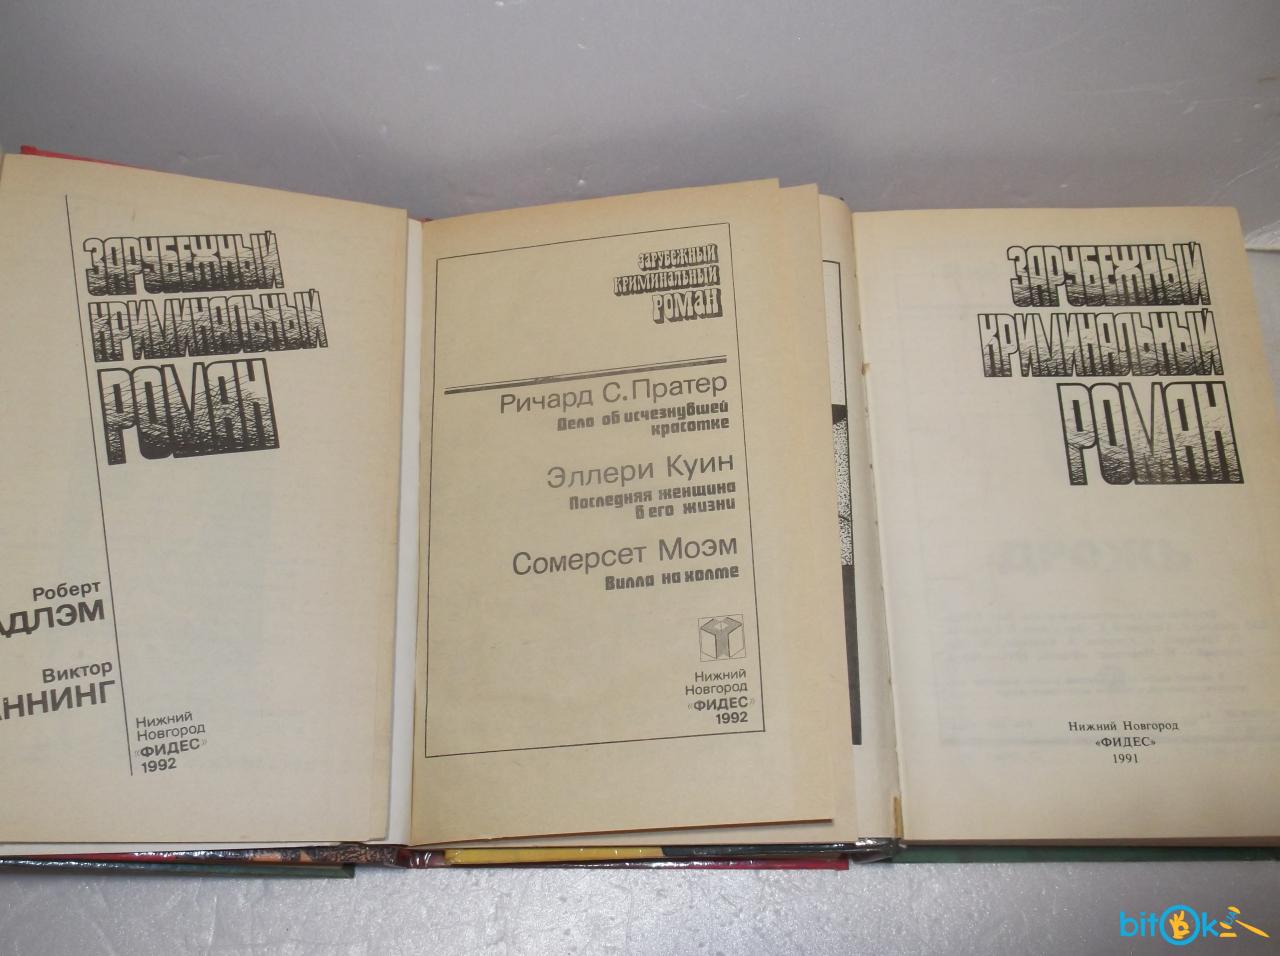 ЗАРУБЕЖНЫЙ
КРИМИНАЛЬНЫЙ
РОМАН
Роберт
АДЛЭМ
Виктор
АННИНГ
Нижний
Новгород
«ФИДЕС»
1992
ЗАРУБЕЖНЫЙ
КРИМИНАЛЬНЫЙ
РОМАН
Ричард С. Пратер
Дело об исчезнувшей
красотке
Эллери Куин
Последняя женщина
в его жизни
Сомерсет Моэм
Вилла на холме
Нижний
Новгород
«ФИДЕС»
1992
ЗАРУБЕЖНЫЙ
КРИМИНАЛЬНЫЙ
РОМАН
Нижний Новгород
«ФИДЕС»
1991
bitok